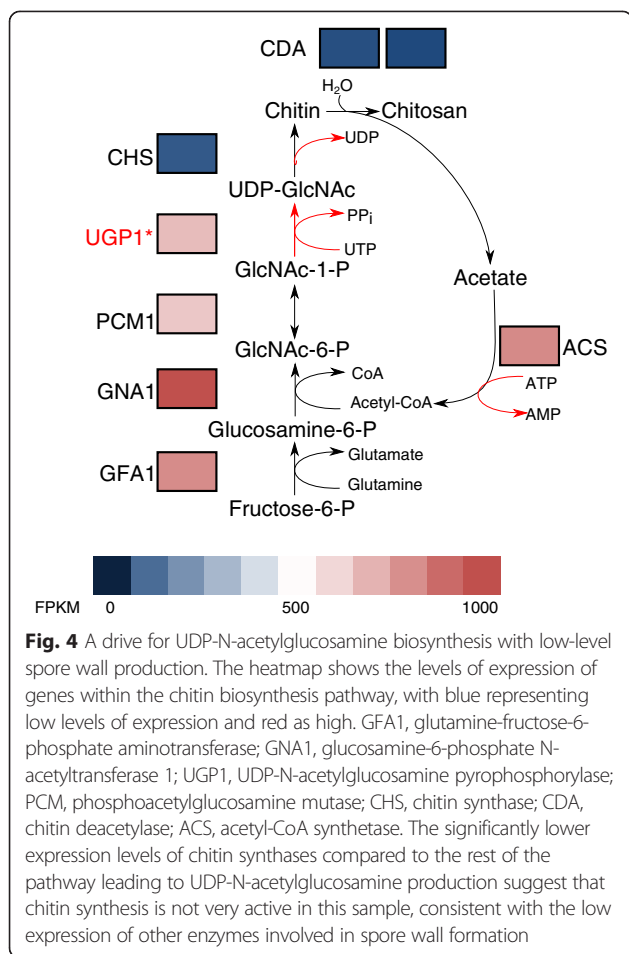 CDA
H₂O
Chitin
Chitosan
CHS
UDP
UDP-GlcNAc
UGP1*
PPi
UTP
GlcNAc-1-P
Acetate
PCM1
GlcNAc-6-P
ACS
CoA
ATP
GNA1
Acetyl-CoA
AMP
Glucosamine-6-P
GFA1
Glutamate
Glutamine
Fructose-6-P
FPKM 0 500 1000
Fig. 4 A drive for UDP-N-acetylglucosamine biosynthesis with low-level
spore wall production. The heatmap shows the levels of expression of
genes within the chitin biosynthesis pathway, with blue representing
low levels of expression and red as high. GFA1, glutamine-fructose-6-
phosphate aminotransferase; GNA1, glucosamine-6-phosphate N-
acetyltransferase 1; UGP1, UDP-N-acetylglucosamine pyrophosphorylase;
PCM, phosphoacetylglucosamine mutase; CHS, chitin synthase; CDA,
chitin deacetylase; ACS, acetyl-CoA synthetase. The significantly lower
expression levels of chitin synthases compared to the rest of the
pathway leading to UDP-N-acetylglucosamine production suggest that
chitin synthesis is not very active in this sample, consistent with the low
expression of other enzymes involved in spore wall formation